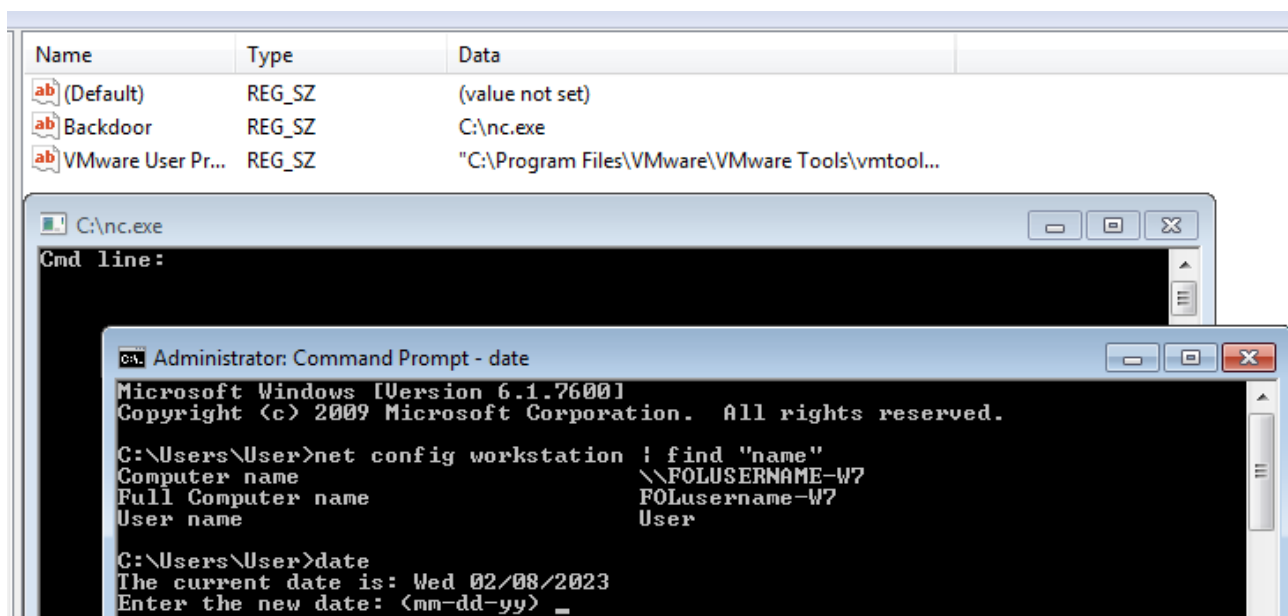 Name Type Data
(Default) REG_SZ (value not set)
Backdoor REG_SZ C:\nc.exe
VMware User Pr... REG_SZ "C:\Program Files\VMware\VMware Tools\vmtool...
C:\nc.exe
Cmd line:
Administrator: Command Prompt - date
Microsoft Windows [Version 6.1.7600]
Copyright (c) 2009 Microsoft Corporation.  All rights reserved.
C:\Users\User>net config workstation | find "name"
Computer name \\FOLUSERNAME-W7
Full Computer name FOLusername-W7
User name User
C:\Users\User>date
The current date is: Wed 02/08/2023
Enter the new date: (mm-dd-yy) _